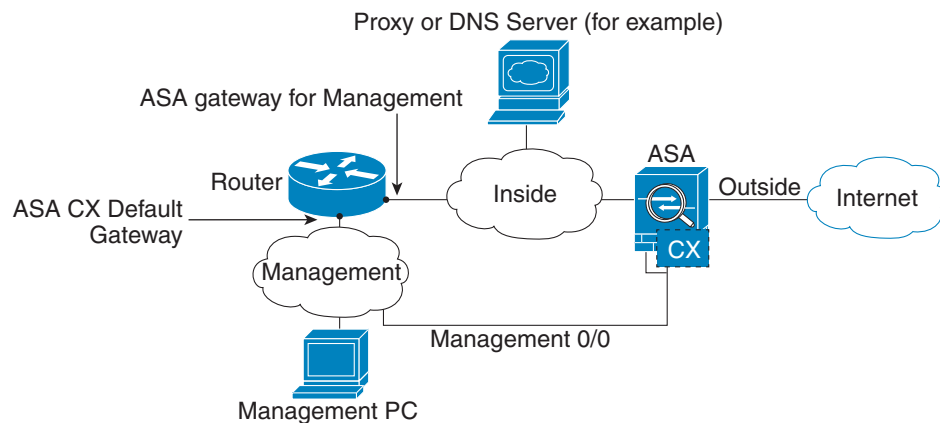 Proxy or DNS Server (for example)
ASA gateway for Management
ASA
Router
Inside
Outside
Internet
ASA CX Default
Gateway
CX
Management
Management 0/0
Management PC